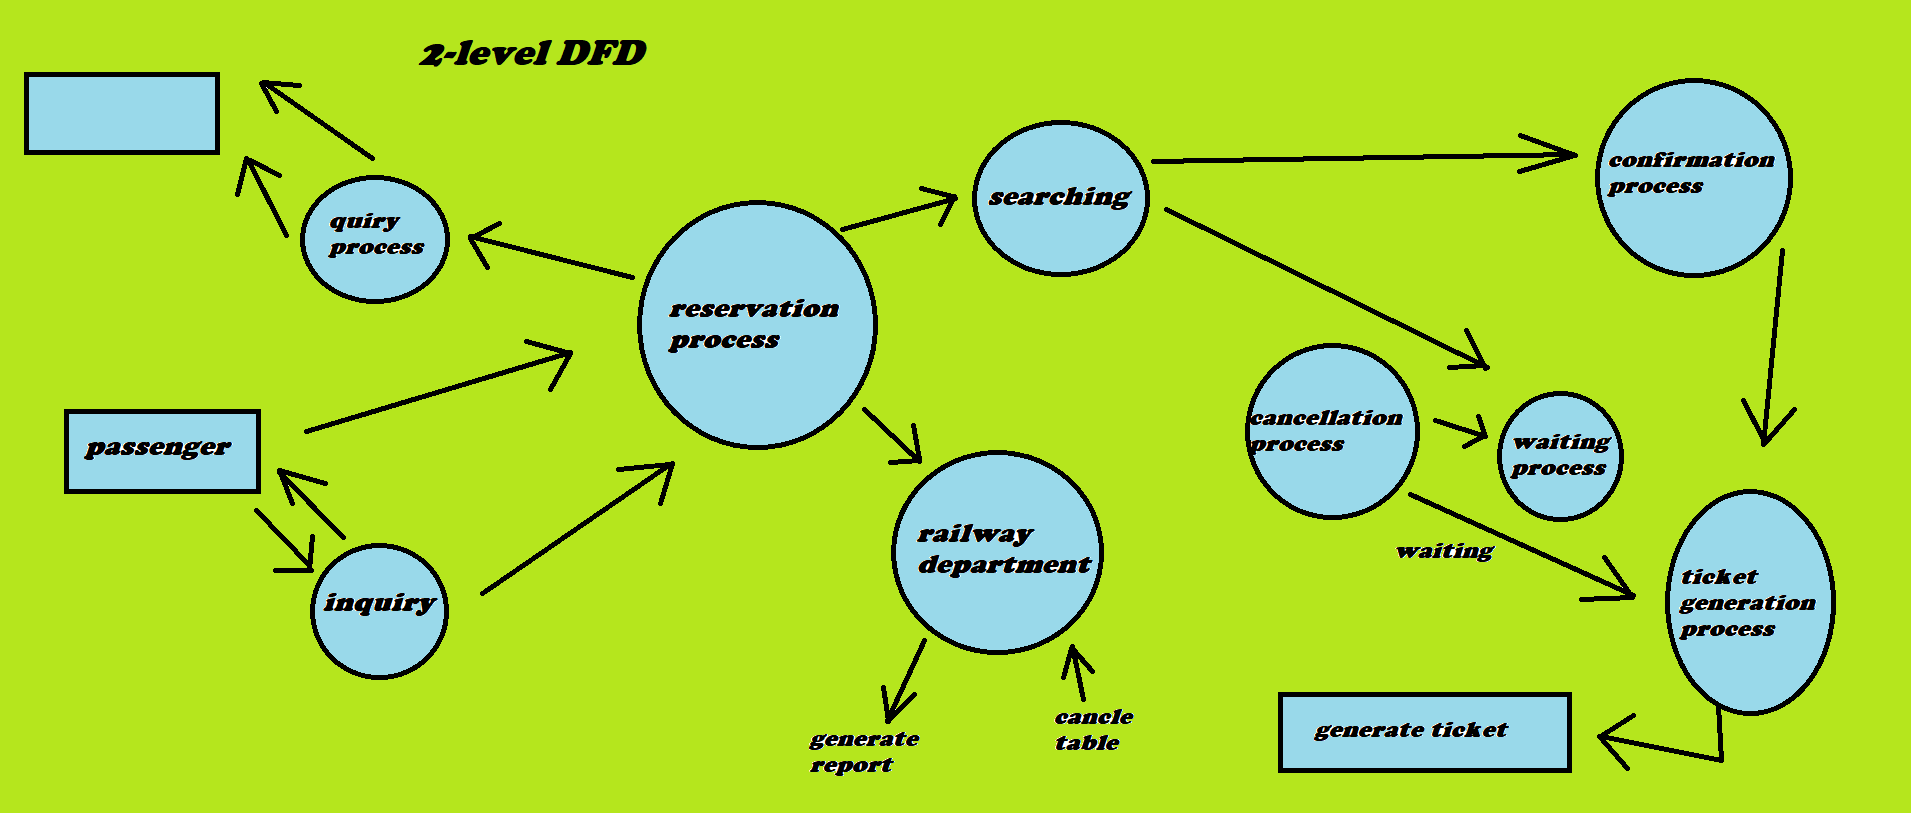 2-level DFD
quiry
process
searching
confirmation
process
reservation
process
passenger
cancellation
process
waiting
process
railway
department
waiting
inquiry
ticket
generation
process
generate
report
cancle
table
generate ticket